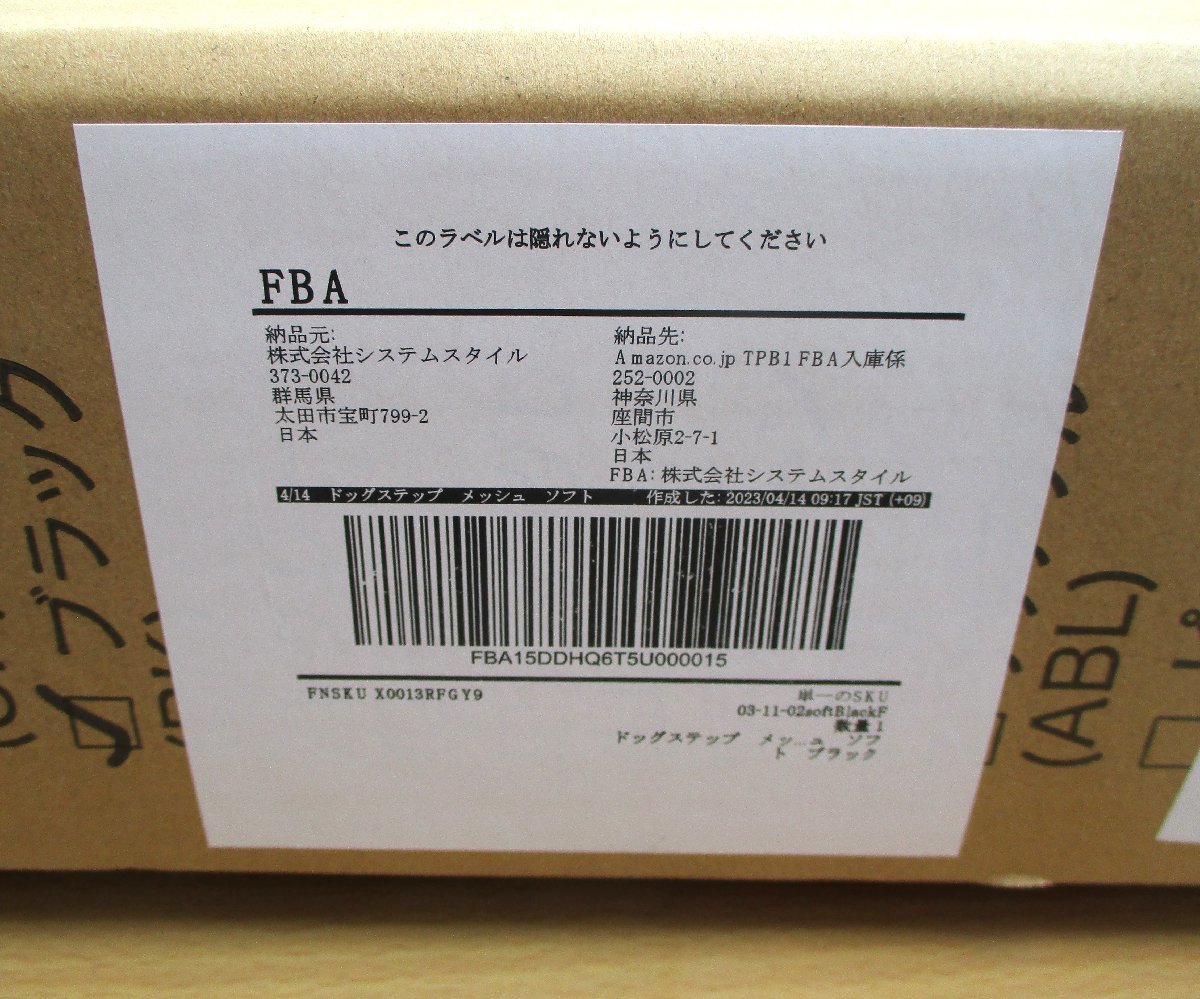 このラベルは隠れないようにしてください
FBA
納品元:
株式会社システムスタイル
373-0042
群馬県
太田市宝町799-2
日本
納品先:
Amazon.co.jp TPB1 FBA入庫係
252-0002
神奈川県
座間市
小松原2-7-1
日本
FBA: 株式会社システムスタイル
4/14 ドッグステップ メッシュ ソフト 作成した: 2023/04/14 09:17 JST (+09)
FBA15DDHQ6T5U000015
FNSKU X0013RFGY9
単一のSKU
03-11-02softBlackF
数量 1
ドッグステップ メッ...ュ ソフ
ト ブラック
ブラック
(ABL)